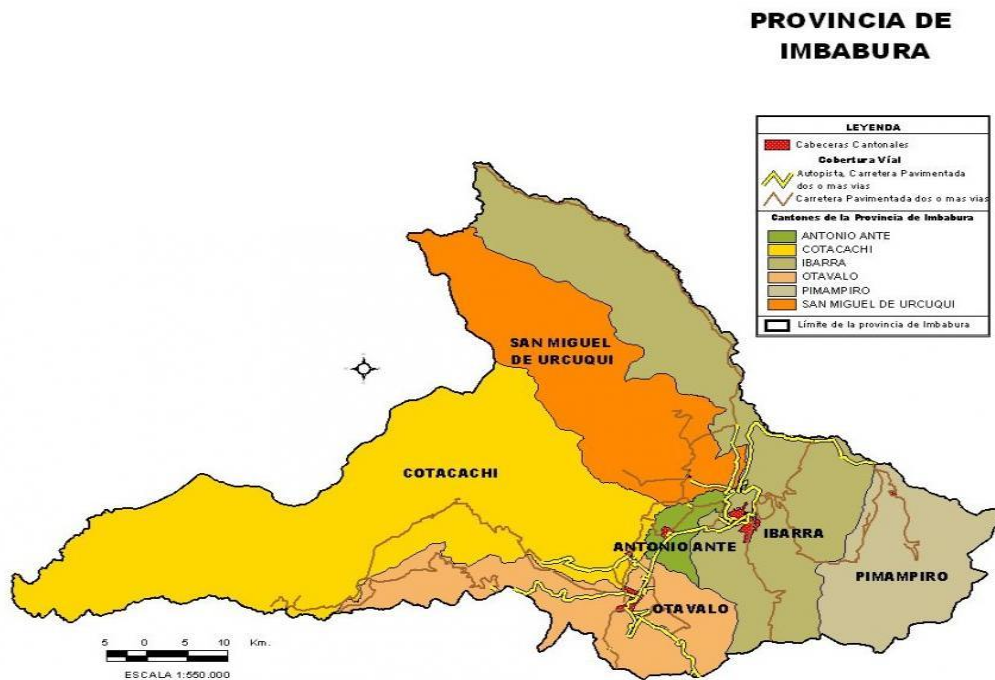 PROVINCIA DE
IMBABURA
LEYENDA
Cabeceras Cantonales
Cobertura Víal
Autopista, Carretera Pavimentada
dos o mas vias
Carretera Pavimentada dos o mas vias
Cantones de la Provincia de Imbabura
ANTONIO ANTE
COTACACHI
IBARRA
OTAVALO
PIMAMPIRO
SAN MIGUEL DE URCUQUI
Límite de la provincia de Imbabura
SAN MIGUEL
DE URCUQUI
COTACACHI
ANTONIO ANTE
IBARRA
PIMAMPIRO
OTAVALO
5 0 5 10 Km.
ESCALA 1:550.000